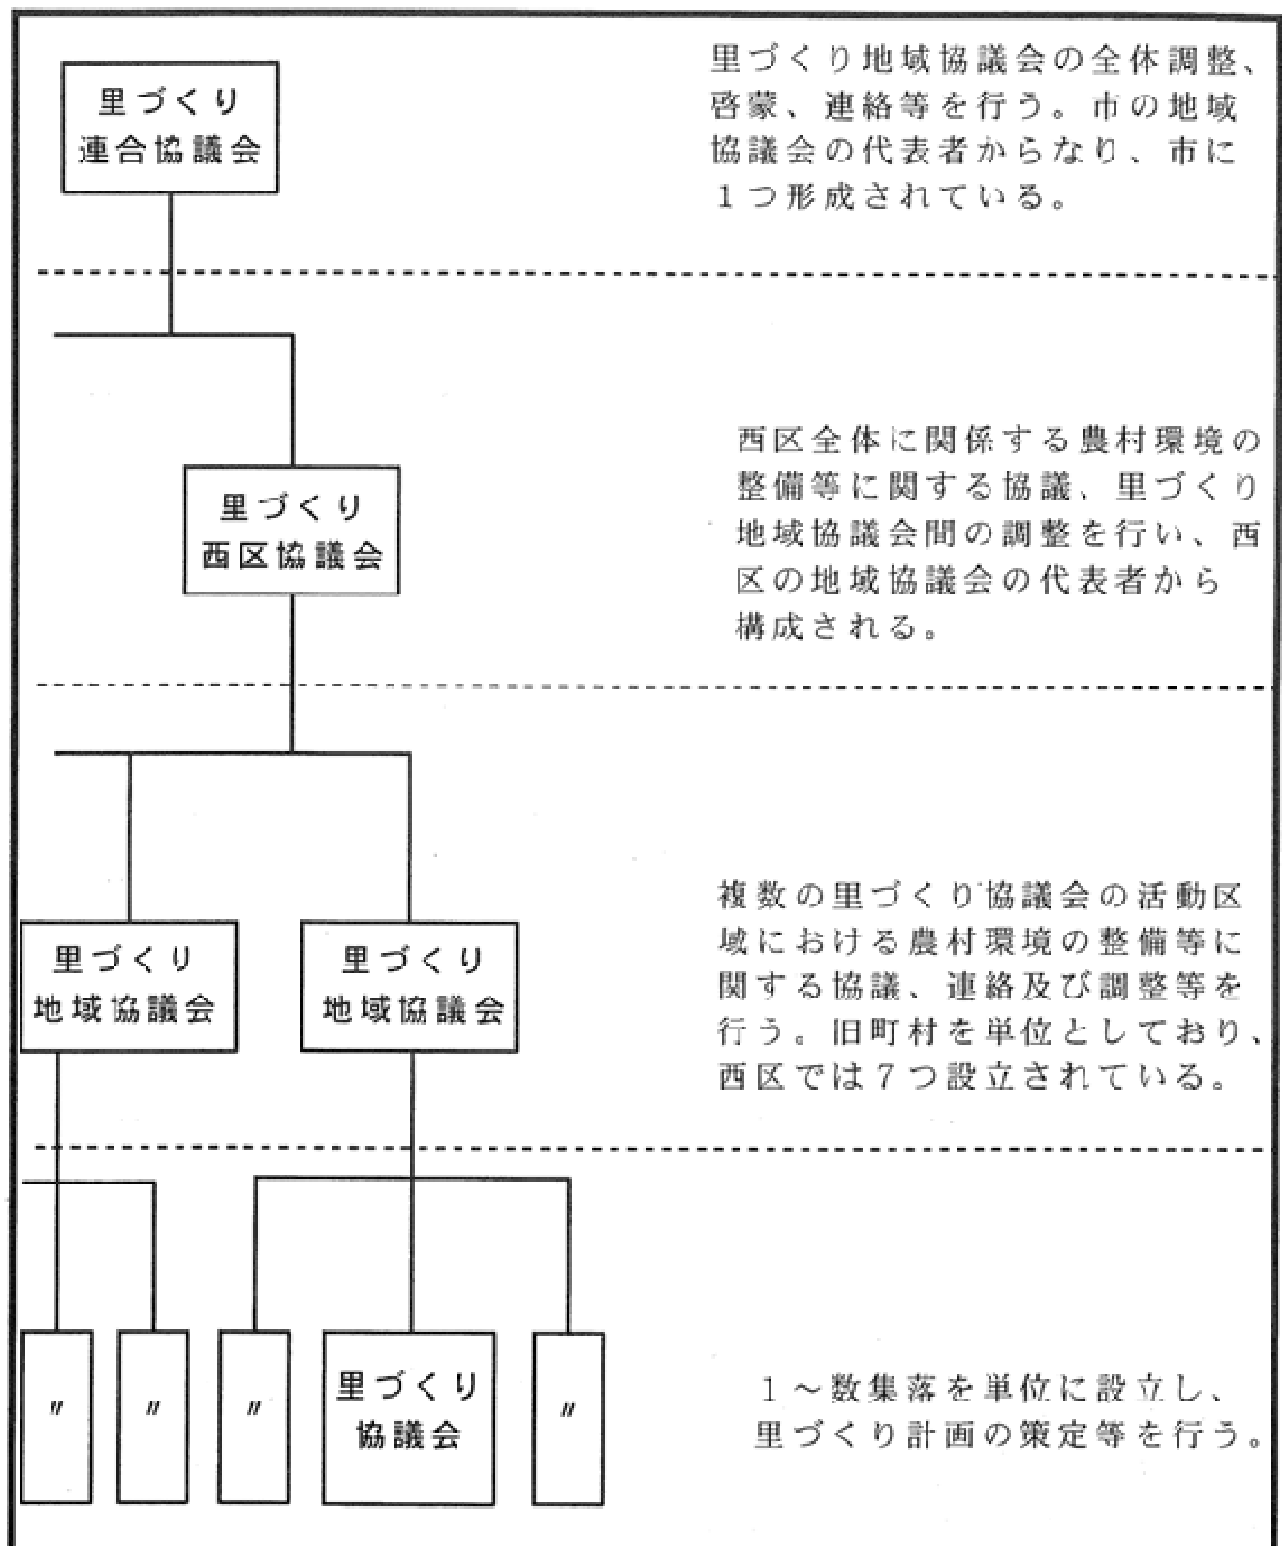 里づくり
連合協議会
里づくり地域協議会の全体調整、
啓蒙、連絡等を行う。市の地域
協議会の代表者からなり、市に
１つ形成されている。
里づくり
西区協議会
西区全体に関係する農村環境の
整備等に関する協議、里づくり
地域協議会間の調整を行い、西
区の地域協議会の代表者から
構成される。
里づくり
地域協議会
里づくり
地域協議会
複数の里づくり協議会の活動区
域における農村環境の整備等に
関する協議、連絡及び調整等を
行う。旧町村を単位としており、
西区では７つ設立されている。
〃
〃
〃
里づくり
協議会
〃
１～数集落を単位に設立し、
里づくり計画の策定等を行う。